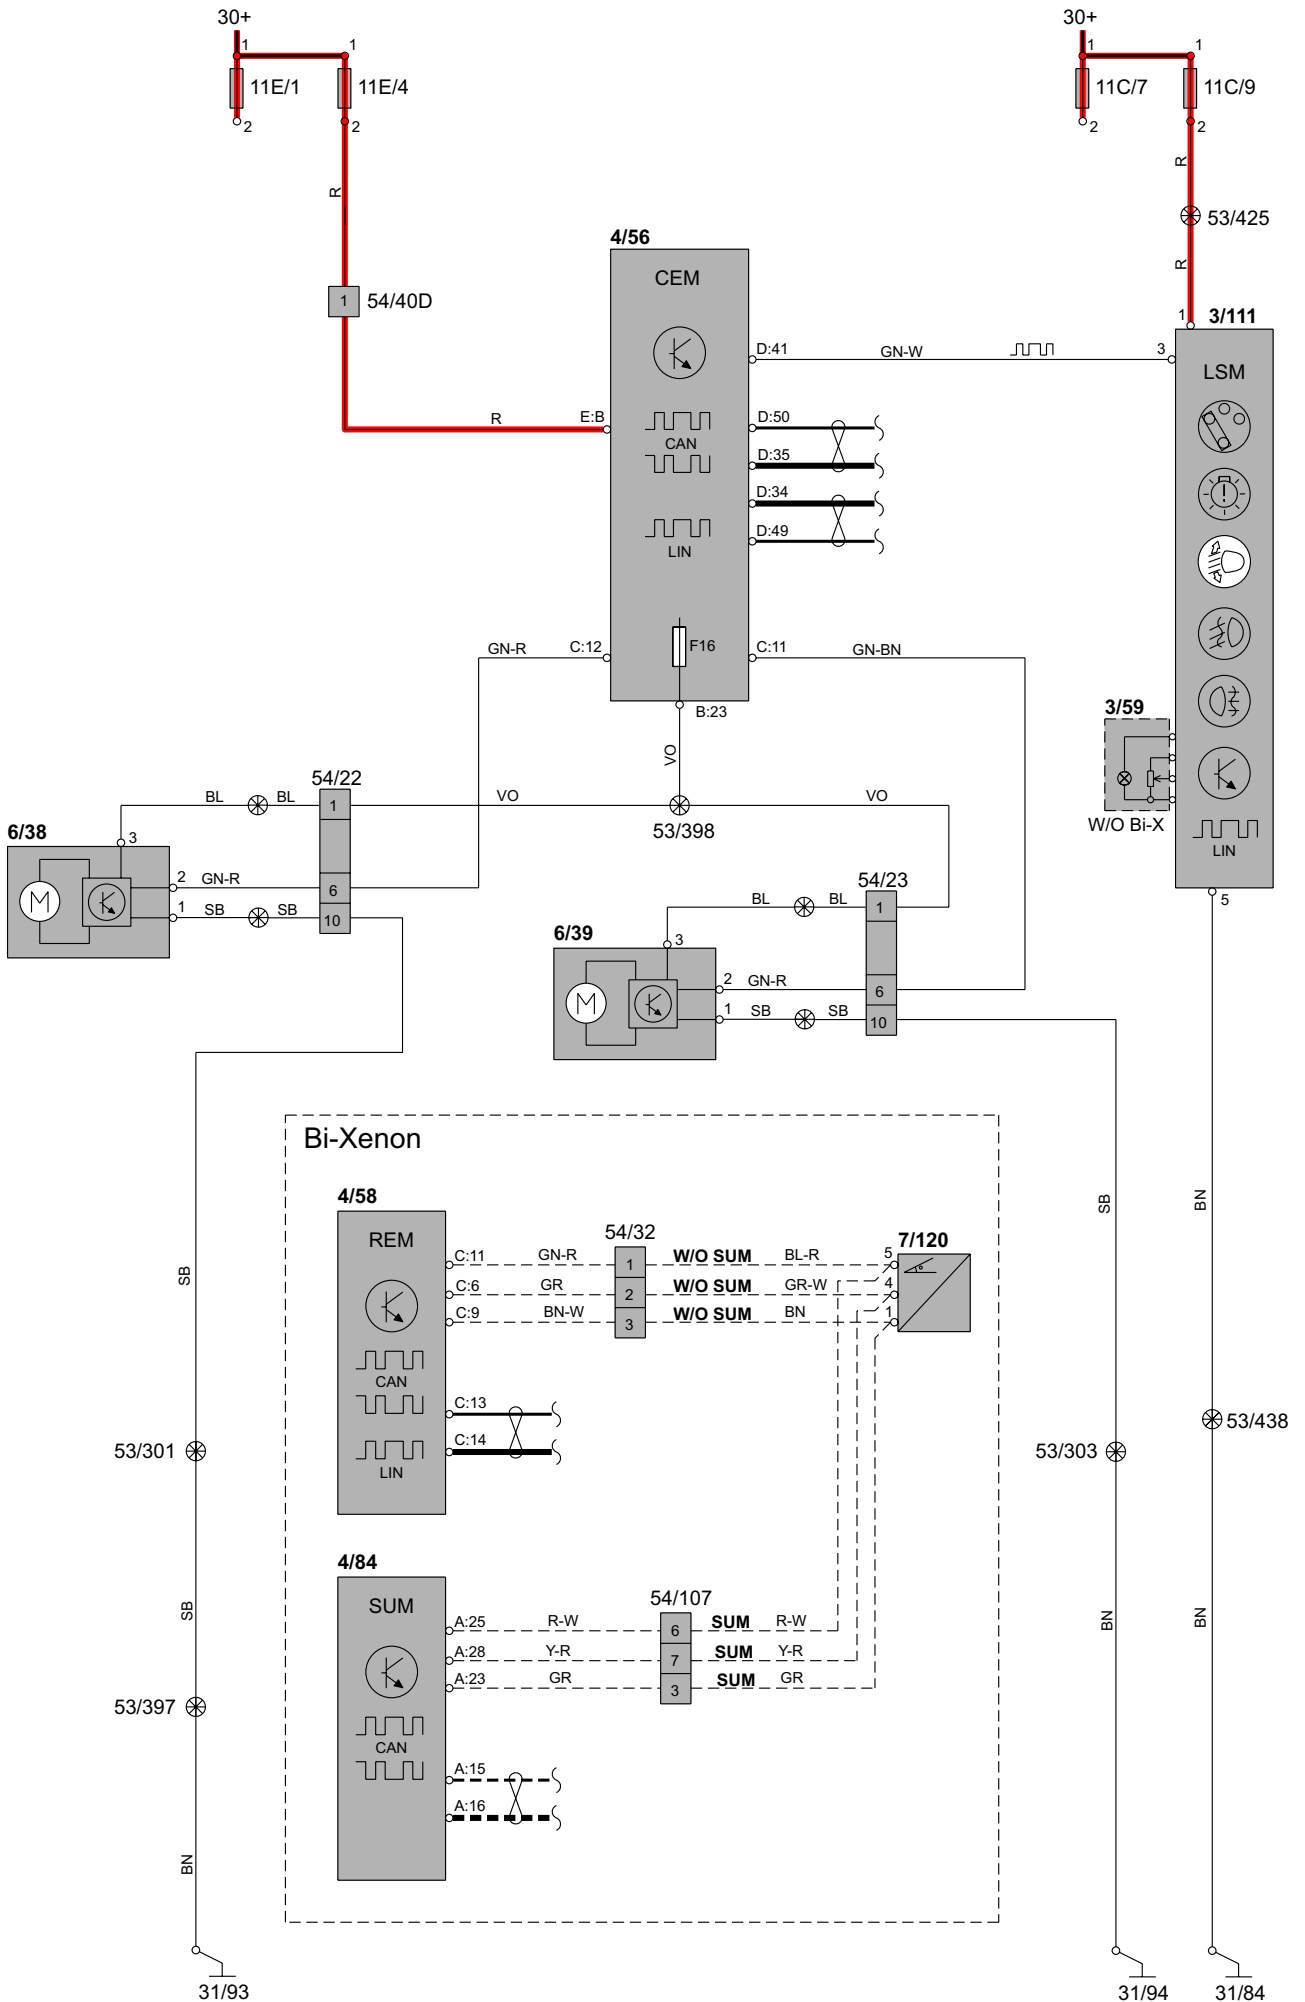 30+
30+
1
1
1
1
11E/1
11E/4
11C/7
11C/9
2
2
2
2
R
R
53/425
4/56
R
CEM
1
54/40D
1
3/111
D:41
GN-W
3
LSM
R
E:B
D:50
CAN
D:35
D:34
D:49
LIN
GN-R
C:12
F16
C:11
GN-BN
B:23
3/59
VO
54/22
BL
BL
1
VO
VO
53/398
W/O Bi-X
6/38
3
LIN
2
GN-R
6
54/23
M
1
SB
SB
10
BL
BL
1
5
6/39
3
2
GN-R
6
M
1
SB
SB
10
Bi-Xenon
4/58
SB
BN
54/32
7/120
REM
C:11
GN-R
1
W/O SUM
BL-R
5
SB
C:6
GR
2
W/O SUM
GR-W
4
C:9
BN-W
3
W/O SUM
BN
1
CAN
C:13
53/438
C:14
53/301
53/303
LIN
4/84
54/107
SUM
SB
BN
BN
A:25
R-W
6
SUM
R-W
A:28
Y-R
7
SUM
Y-R
A:23
GR
3
SUM
GR
53/397
CAN
A:15
A:16
BN
31/93
31/94
31/84